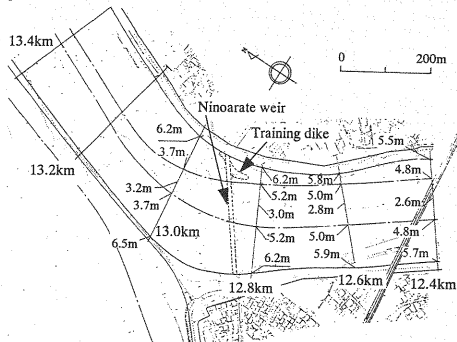 13.4km
0 200m
Ninoarate weir
Training dike
6.2m
3.7m
5.5m
13.2km
6.2m 5.8m 4.8m
3.2m
3.7m
5.2m 5.0m
3.0m 2.8m 2.6m
13.0km
6.5m
5.2m 5.0m 4.8m
6.2m 5.9m 5.7m
12.8km 12.6km 12.4km